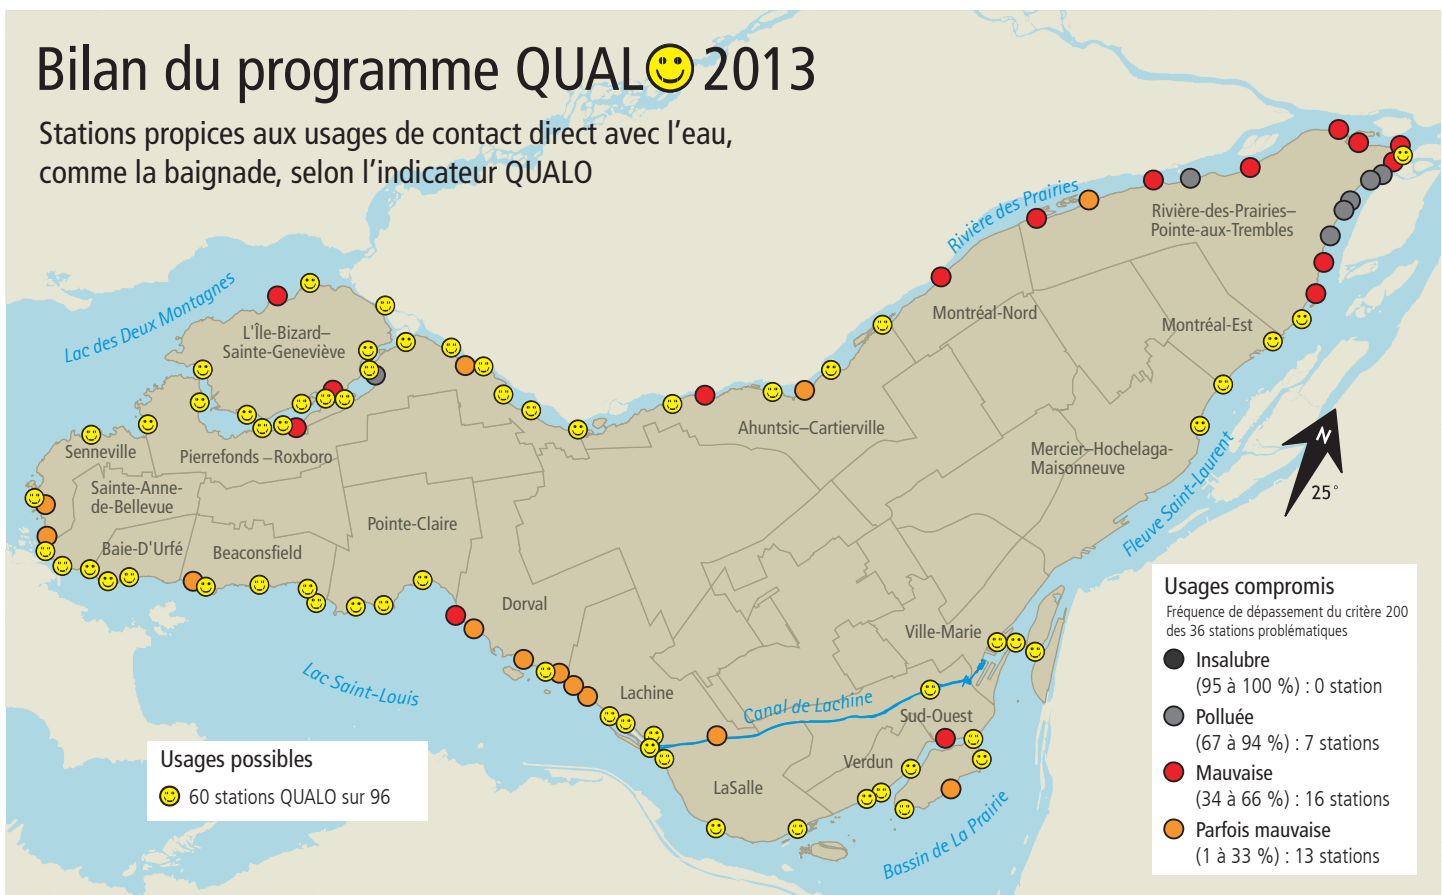 Bilan du programme QUALO 2013
Stations propices aux usages de contact direct avec l'eau,
comme la baignade, selon l'indicateur QUALO
Rivière des Prairies
Rivière-des-Prairies–
Pointe-aux-Trembles
Lac des Deux Montagnes
L'Île-Bizard–
Sainte-Geneviève
Montréal-Nord
Montréal-Est
Ahuntsic–Cartierville
Senneville
Pierrefonds–Roxboro
Mercier–Hochelaga-
Maisonneuve
Fleuve Saint-Laurent
N
25°
Sainte-Anne-
de-Bellevue
Pointe-Claire
Baie-D'Urfé
Beaconsfield
Dorval
Ville-Marie
Lac Saint-Louis
Lachine
Canal de Lachine
Sud-Ouest
Verdun
LaSalle
Bassin de La Prairie
Usages possibles
60 stations QUALO sur 96
Usages compromis
Fréquence de dépassement du critère 200
des 36 stations problématiques
Insalubre
(95 à 100 %) : 0 station
Polluée
(67 à 94 %) : 7 stations
Mauvaise
(34 à 66 %) : 16 stations
Parfois mauvaise
(1 à 33 %) : 13 stations